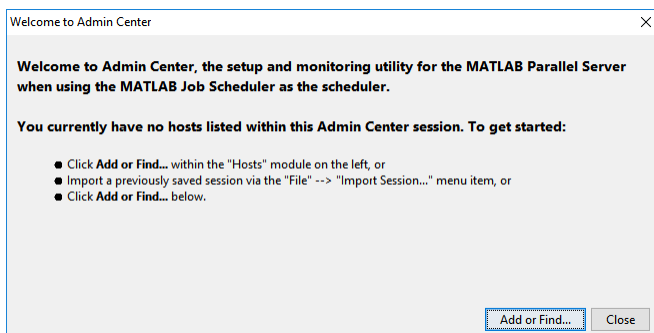 Welcome to Admin Center
Welcome to Admin Center, the setup and monitoring utility for the MATLAB Parallel Server
when using the MATLAB Job Scheduler as the scheduler.
You currently have no hosts listed within this Admin Center session. To get started:
● Click Add or Find... within the "Hosts" module on the left, or
● Import a previously saved session via the "File" --> "Import Session..." menu item, or
● Click Add or Find... below.
Add or Find... Close